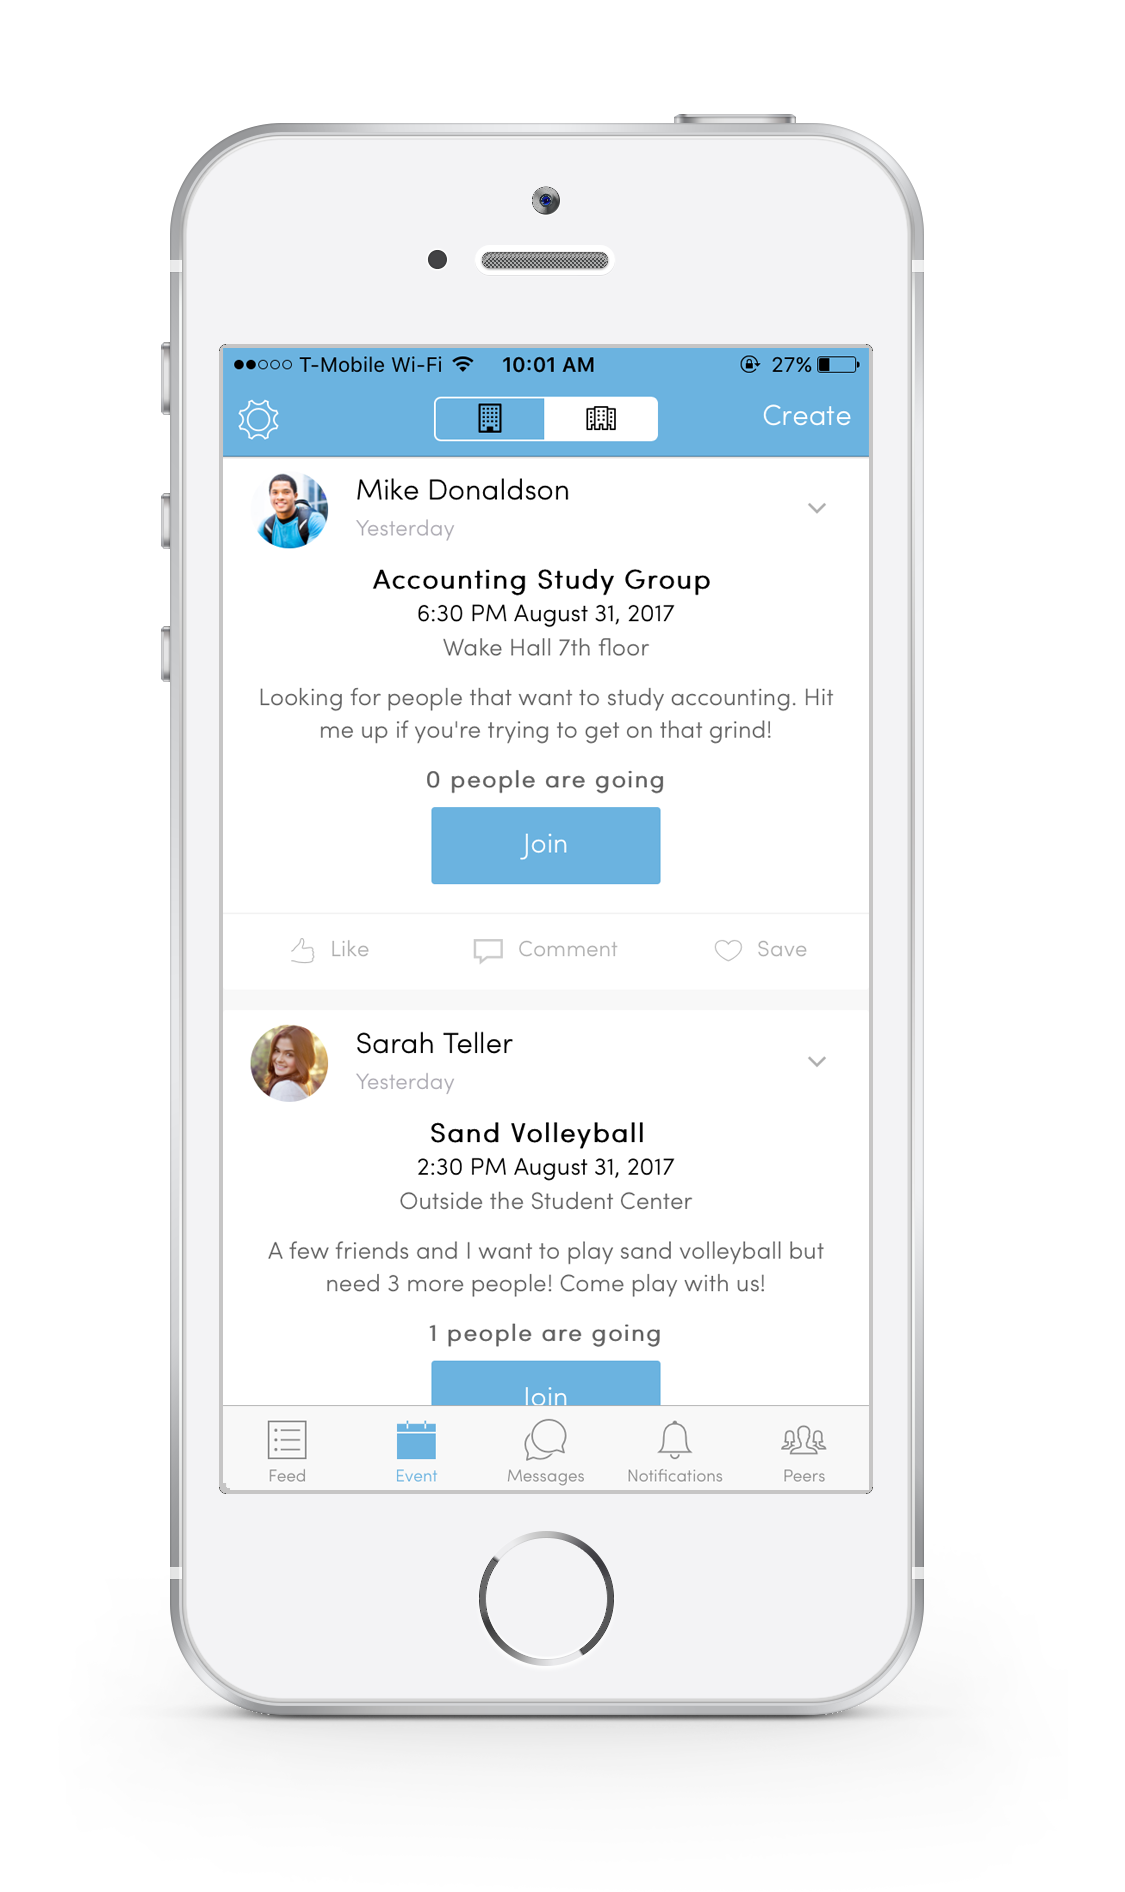 T-Mobile Wi-Fi 10:01 AM 27%
Create
Mike Donaldson
Yesterday
Accounting Study Group
6:30 PM August 31, 2017
Wake Hall 7th floor
Looking for people that want to study accounting. Hit
me up if you're trying to get on that grind!
0 people are going
Join
Like Comment Save
Sarah Teller
Yesterday
Sand Volleyball
2:30 PM August 31, 2017
Outside the Student Center
A few friends and I want to play sand volleyball but
need 3 more people! Come play with us!
1 people are going
Join
Feed Event Messages Notifications Peers